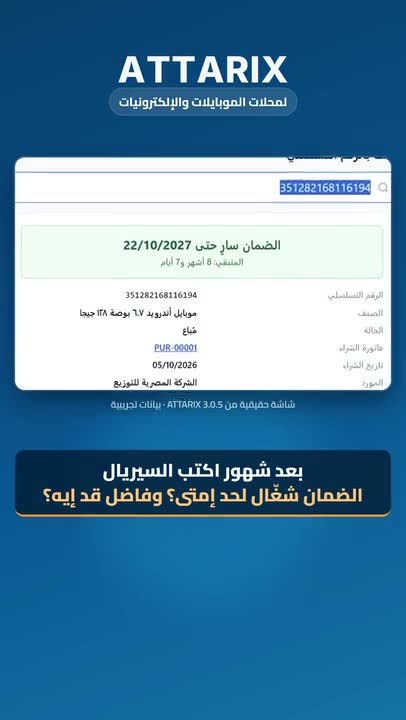 ATTARIX
لمحلات الموبايلات والإلكترونيات
351282168116194
الضمان سارٍ حتى 22/10/2027
المتبقي: 8 أشهر و7 أيام
الرقم التسلسلي 351282168116194
الصنف موبايل أندرويد ٦.٧ بوصة ١٢٨ جيجا
الحالة مُباع
فاتورة الشراء PUR-00001
تاريخ الشراء 05/10/2026
المورد الشركة المصرية للتوزيع
شاشة حقيقية من ATTARIX 3.0.5 · بيانات تجريبية
بعد شهور اكتب السيريال
الضمان شغّال لحد إمتى؟ وفاضل قد إيه؟